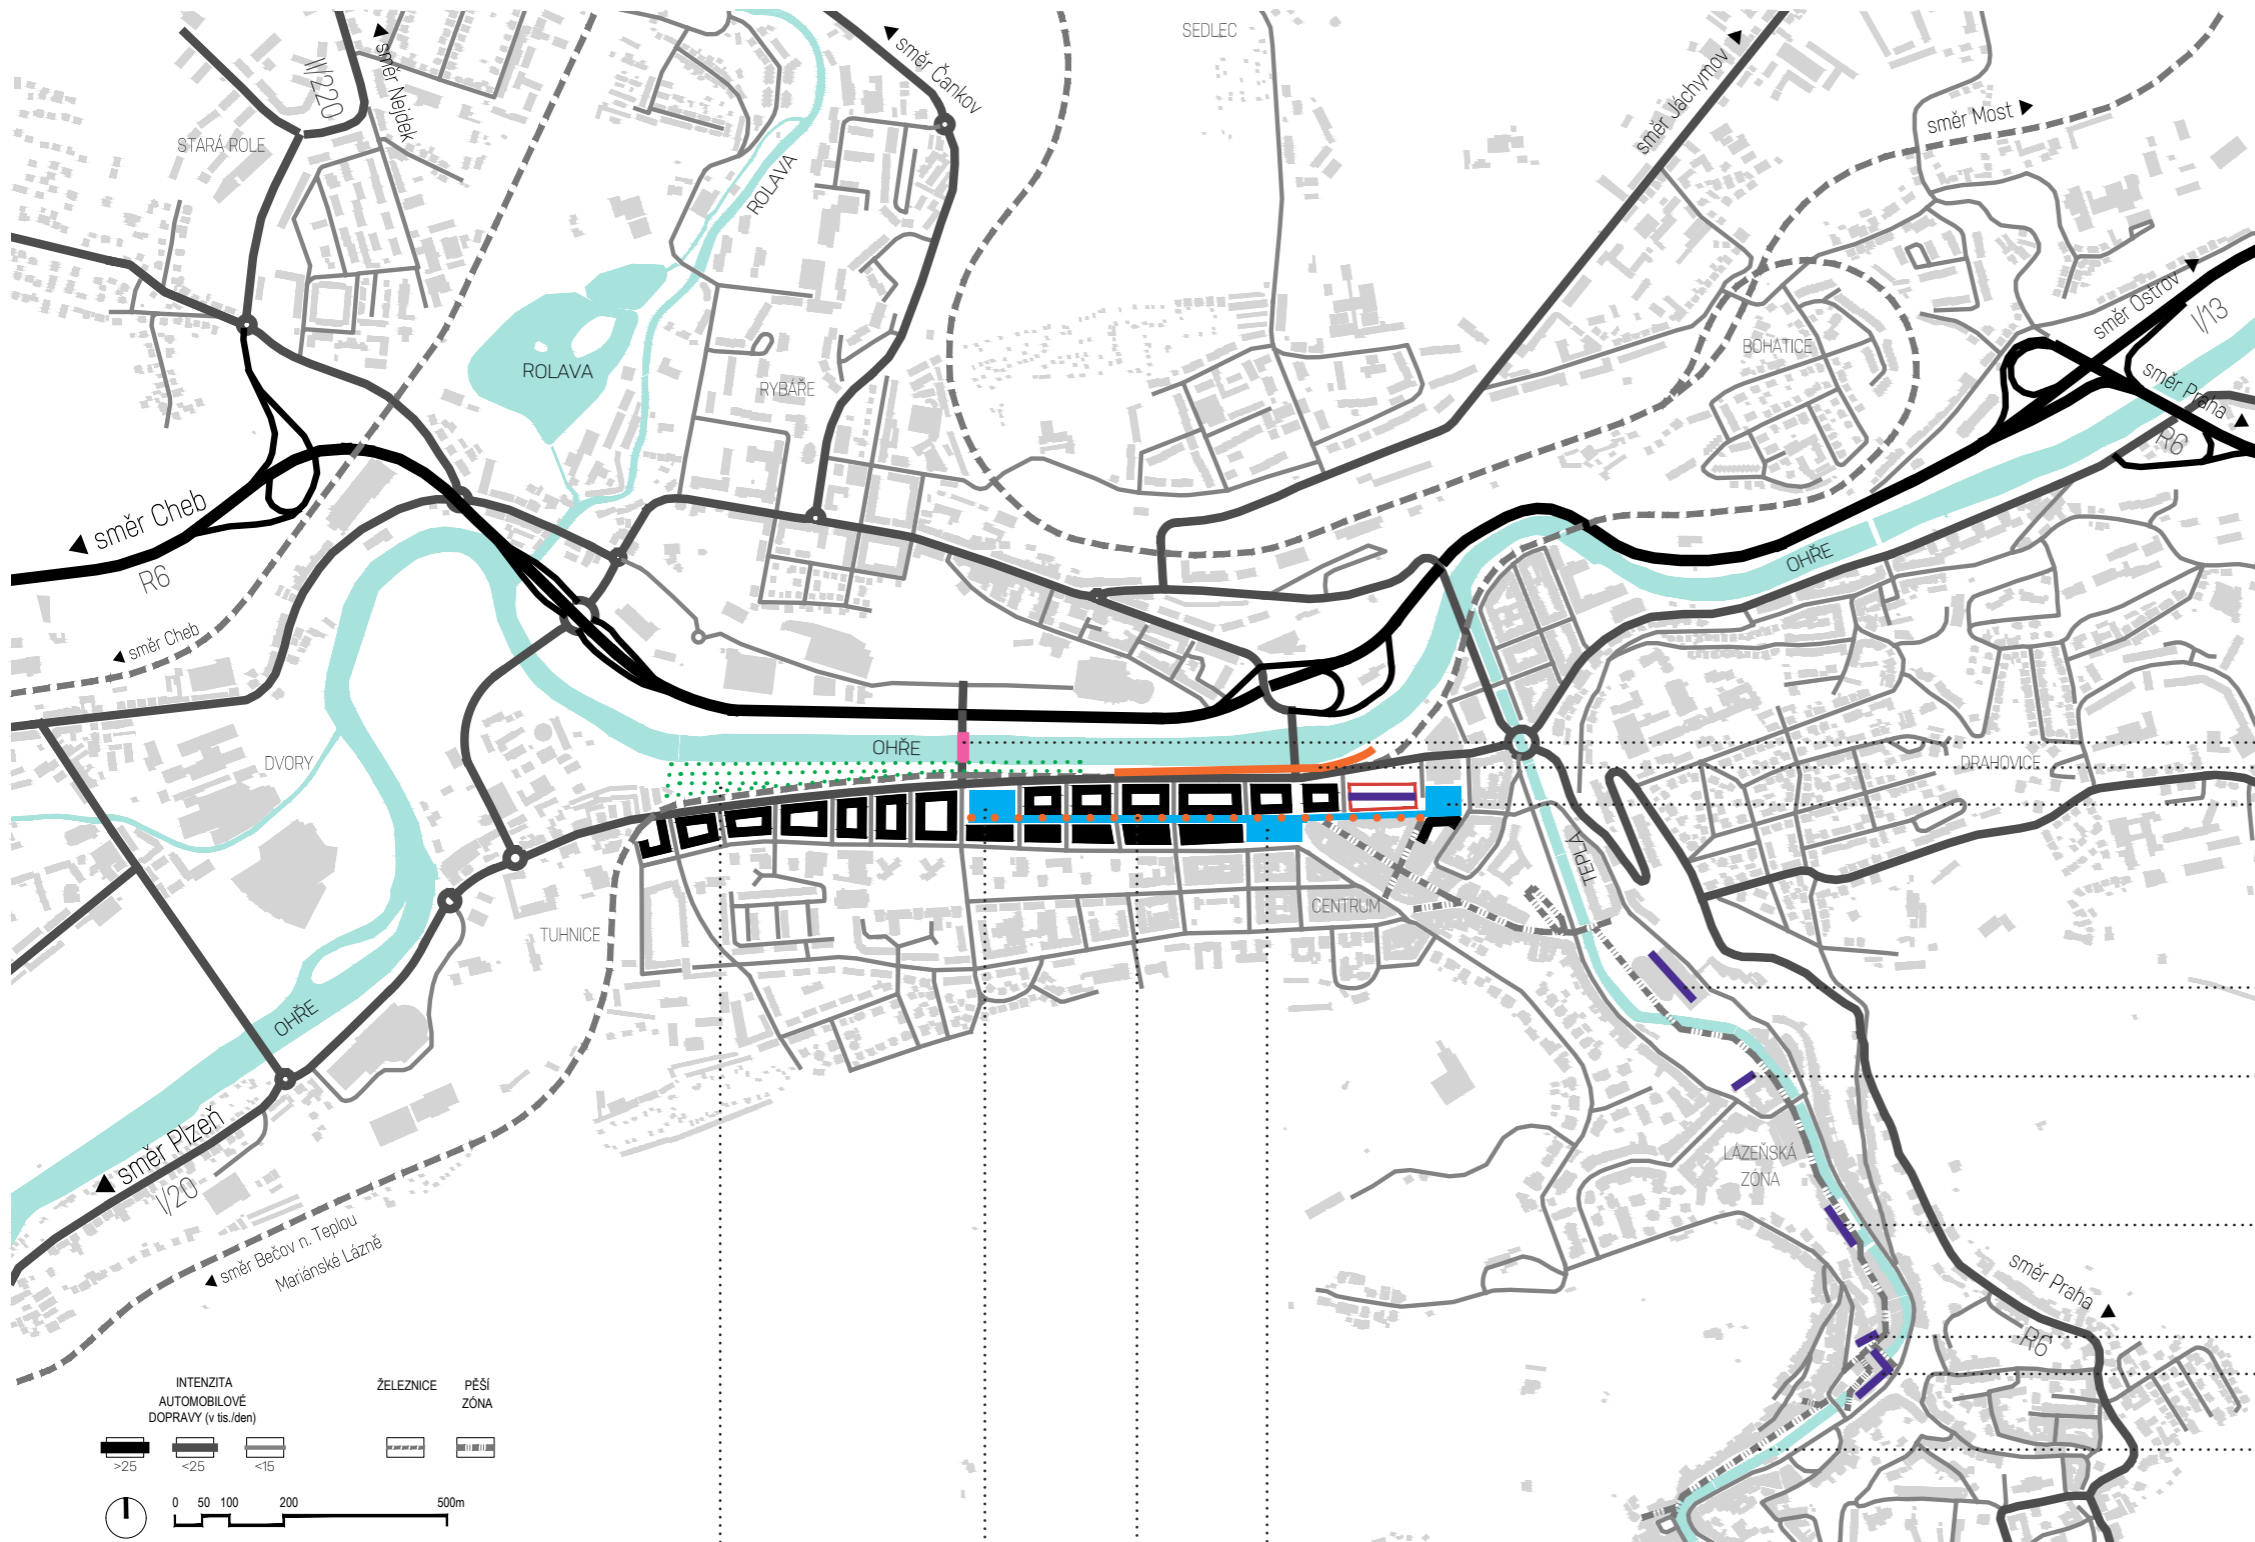 SEDLEC
směr Čankov
směr Nejdek
II/220
STARÁ ROLE
směr Jáchymov
směr Most
ROLAVA
ROLAVA
RYBÁŘE
BOHATICE
směr Ostrov
I/13
směr Praha
R6
směr Cheb
R6
směr Cheb
OHŘE
OHŘE
DVORY
DRAHOVICE
TEPLÁ
CENTRUM
TUHNICE
OHŘE
směr Plzeň
I/20
LÁZEŇSKÁ
ZÓNA
směr Bečov n. Teplou
Mariánské Lázně
směr Praha
R6
INTENZITA
AUTOMOBILOVÉ
DOPRAVY (v tis./den)
ŽELEZNICE
PĚŠÍ
ZÓNA
>25 <25 <15
0 50 100 200 500m